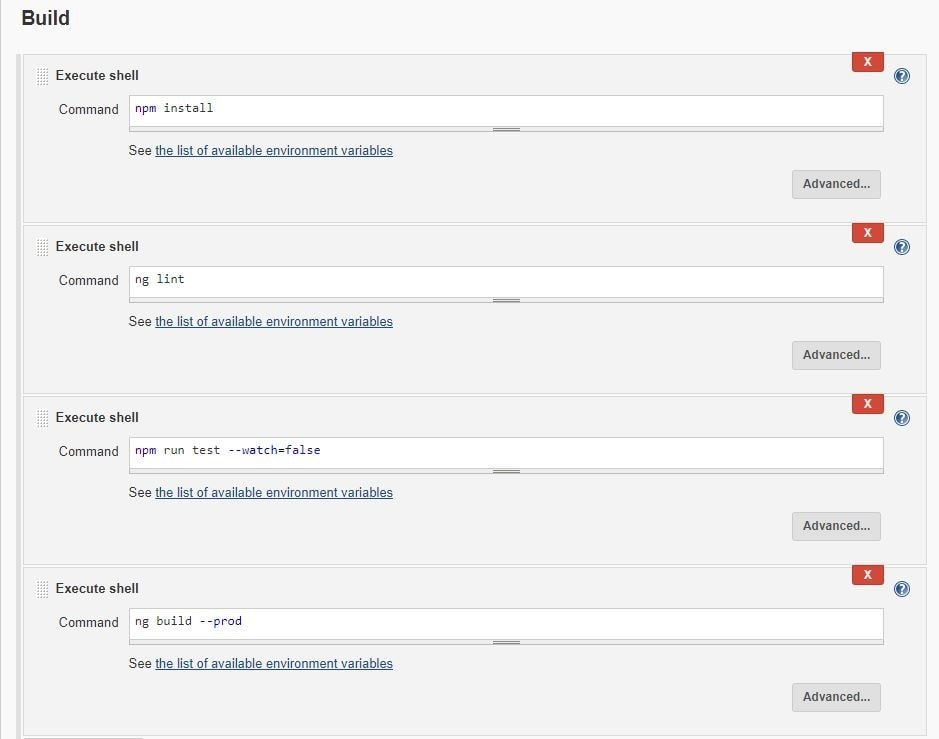 Build
X
Execute shell
Command npm install
See the list of available environment variables
Advanced...
X
Execute shell
Command ng lint
See the list of available environment variables
Advanced...
X
Execute shell
Command npm run test --watch=false
See the list of available environment variables
Advanced...
X
Execute shell
Command ng build --prod
See the list of available environment variables
Advanced...